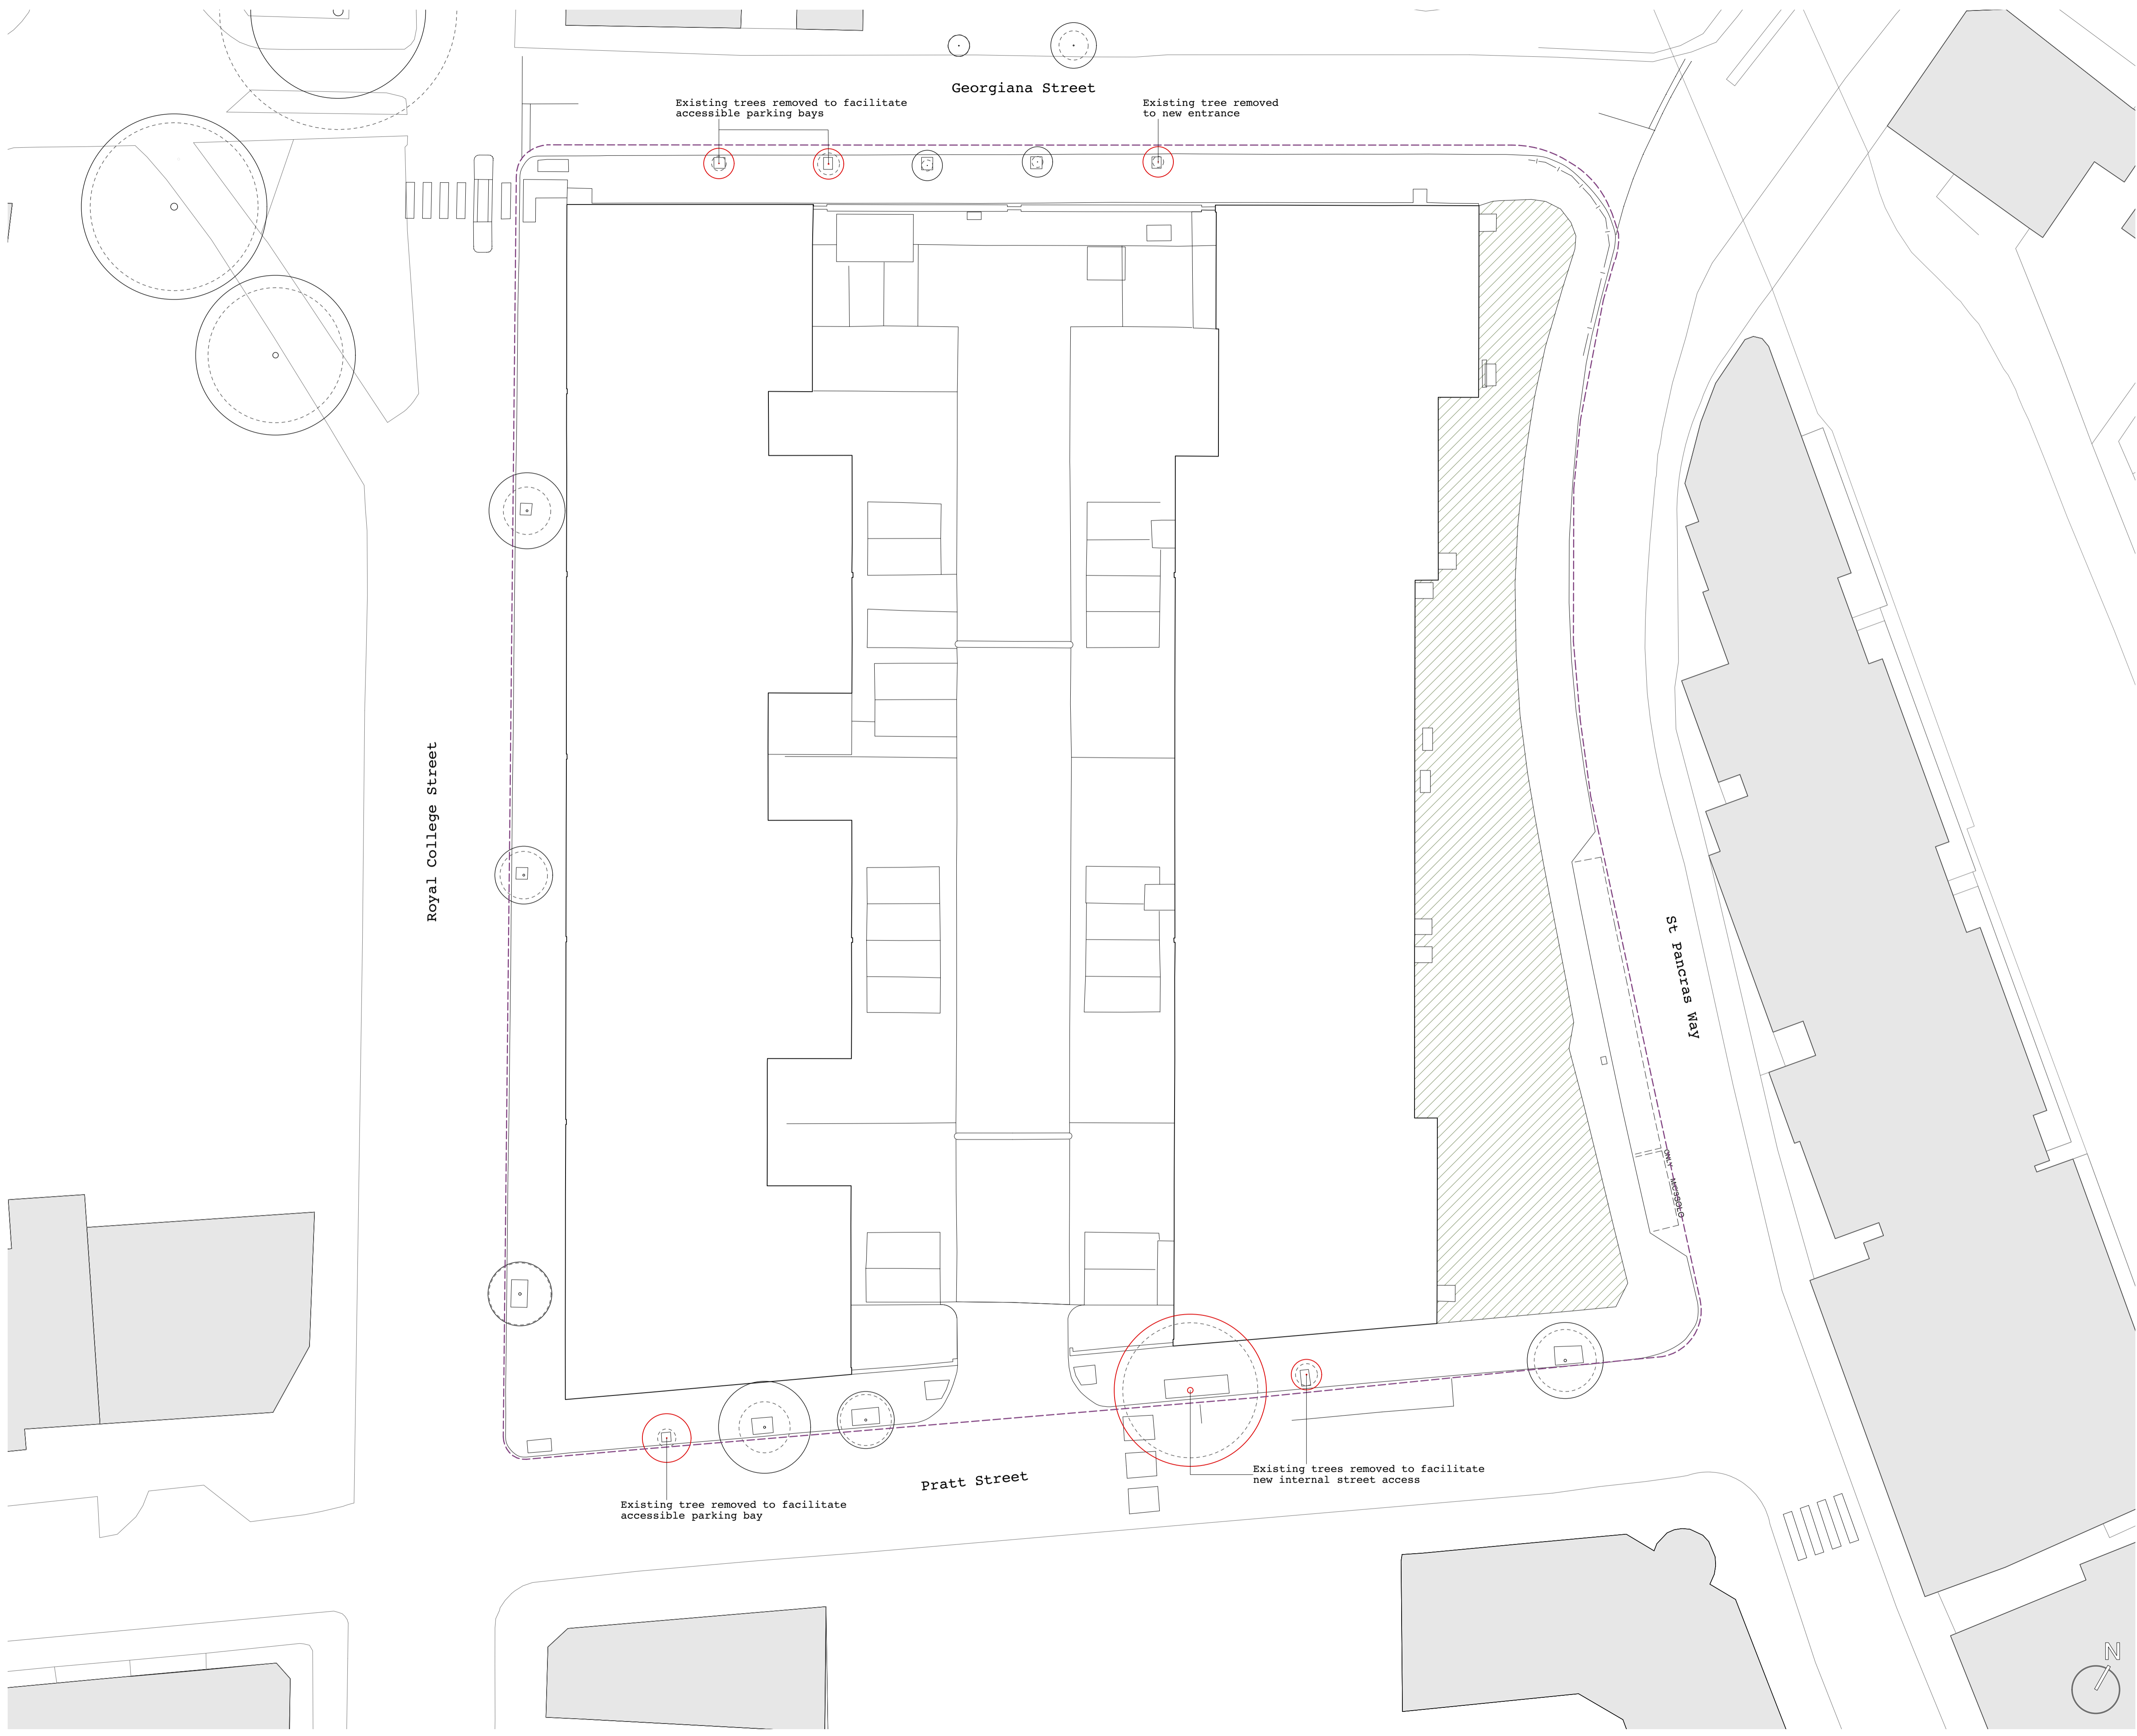 Georgiana Street
Existing trees removed to facilitate
accessible parking bays
Existing tree removed
to new entrance
Royal College Street
St Pancras Way
Existing trees removed to facilitate
new internal street access
Pratt Street
Existing tree removed to facilitate
accessible parking bay
N